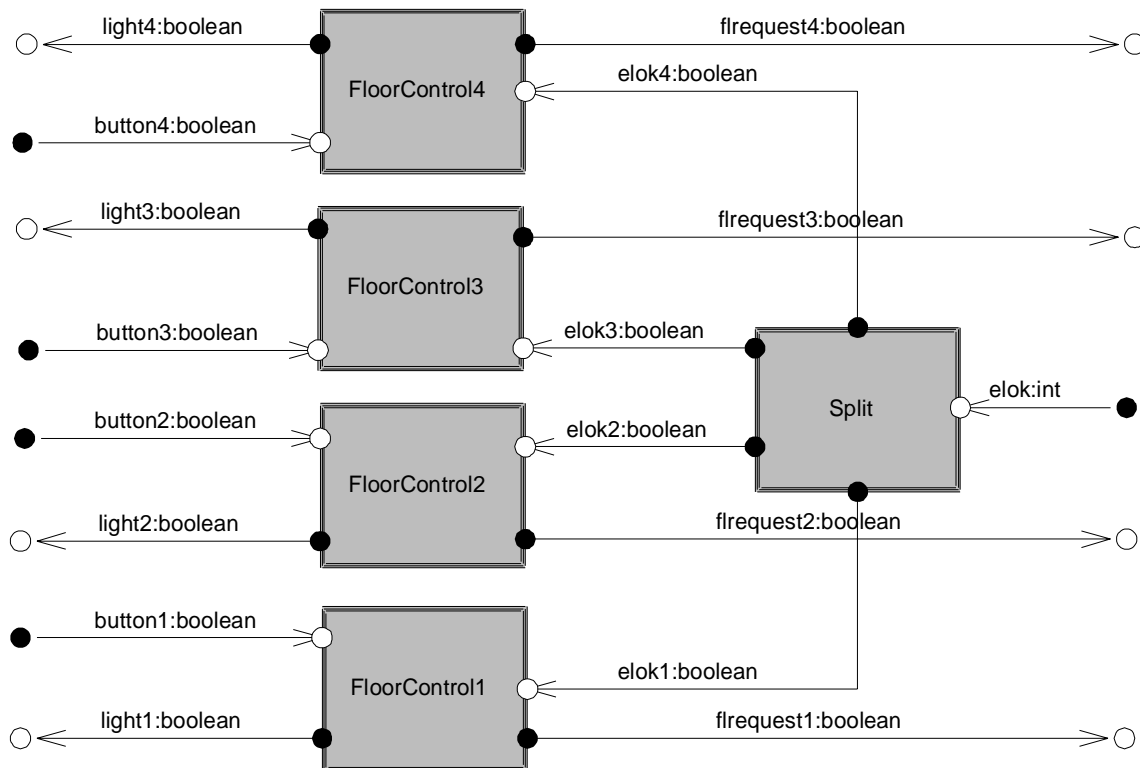 light4:boolean
flrequest4:boolean
elok4:boolean
FloorControl4
button4:boolean
light3:boolean
flrequest3:boolean
FloorControl3
button3:boolean
elok3:boolean
elok:int
Split
button2:boolean
elok2:boolean
FloorControl2
light2:boolean
flrequest2:boolean
button1:boolean
elok1:boolean
FloorControl1
light1:boolean
flrequest1:boolean